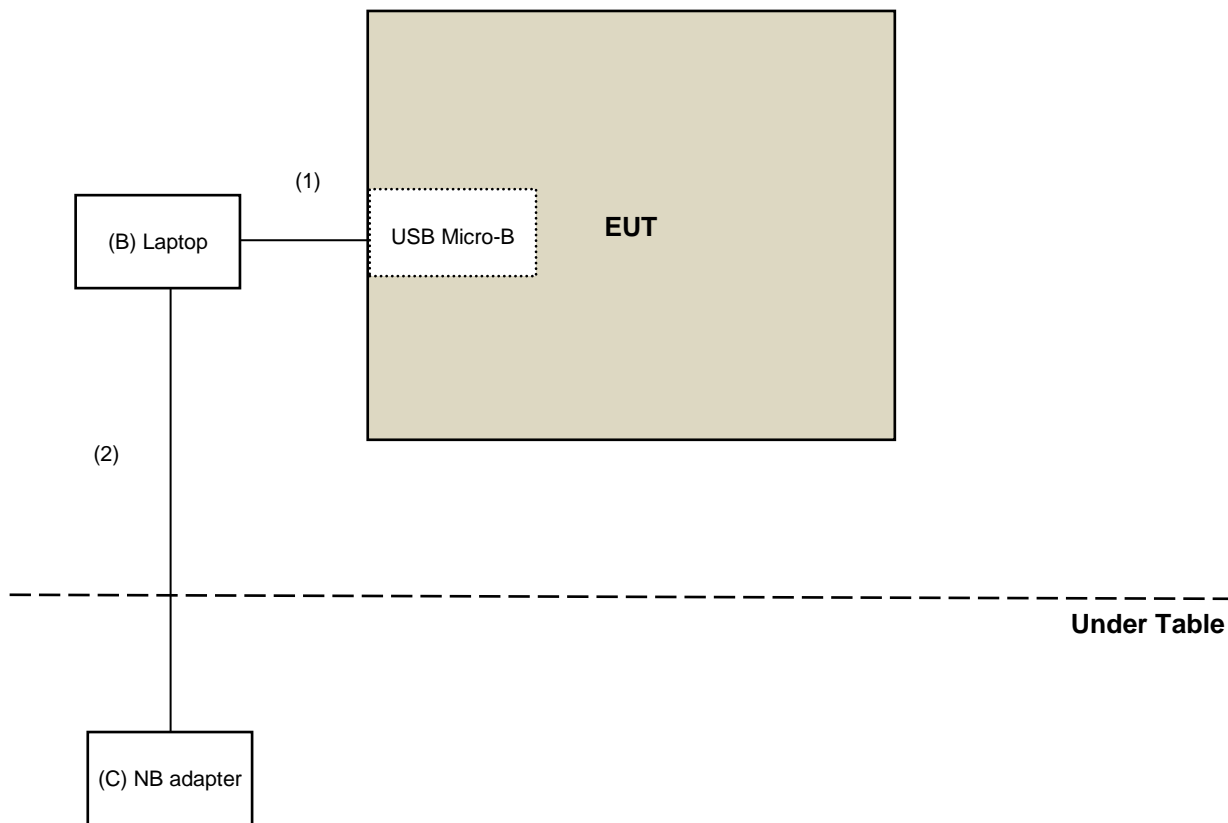 (1)
(B) Laptop
USB Micro-B
EUT
(2)
Under Table
(C) NB adapter